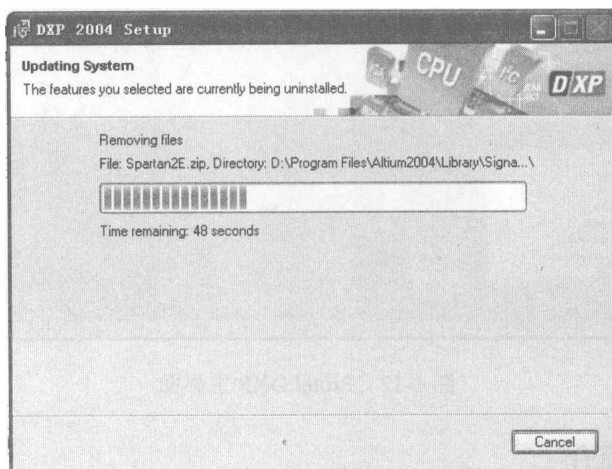 DXP 2004 Setup
Updating System
The features you selected are currently being uninstalled.
CPU
I²C
DXP
Removing files
File: Spartan2E.zip, Directory: D:\Program Files\Altium2004\Library\Signa...\
Time remaining: 48 seconds
Cancel